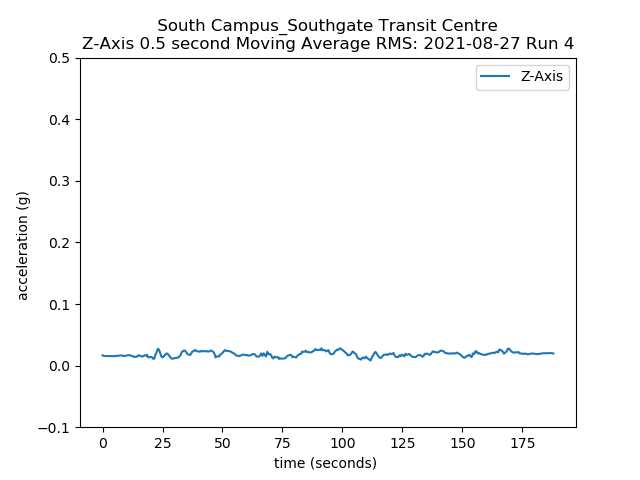 South Campus_Southgate Transit Centre
Z-Axis 0.5 second Moving Average RMS: 2021-08-27 Run 4
Z-Axis
acceleration (g)
0.5
0.4
0.3
0.2
0.1
0.0
−0.1
0 25 50 75 100 125 150 175
time (seconds)